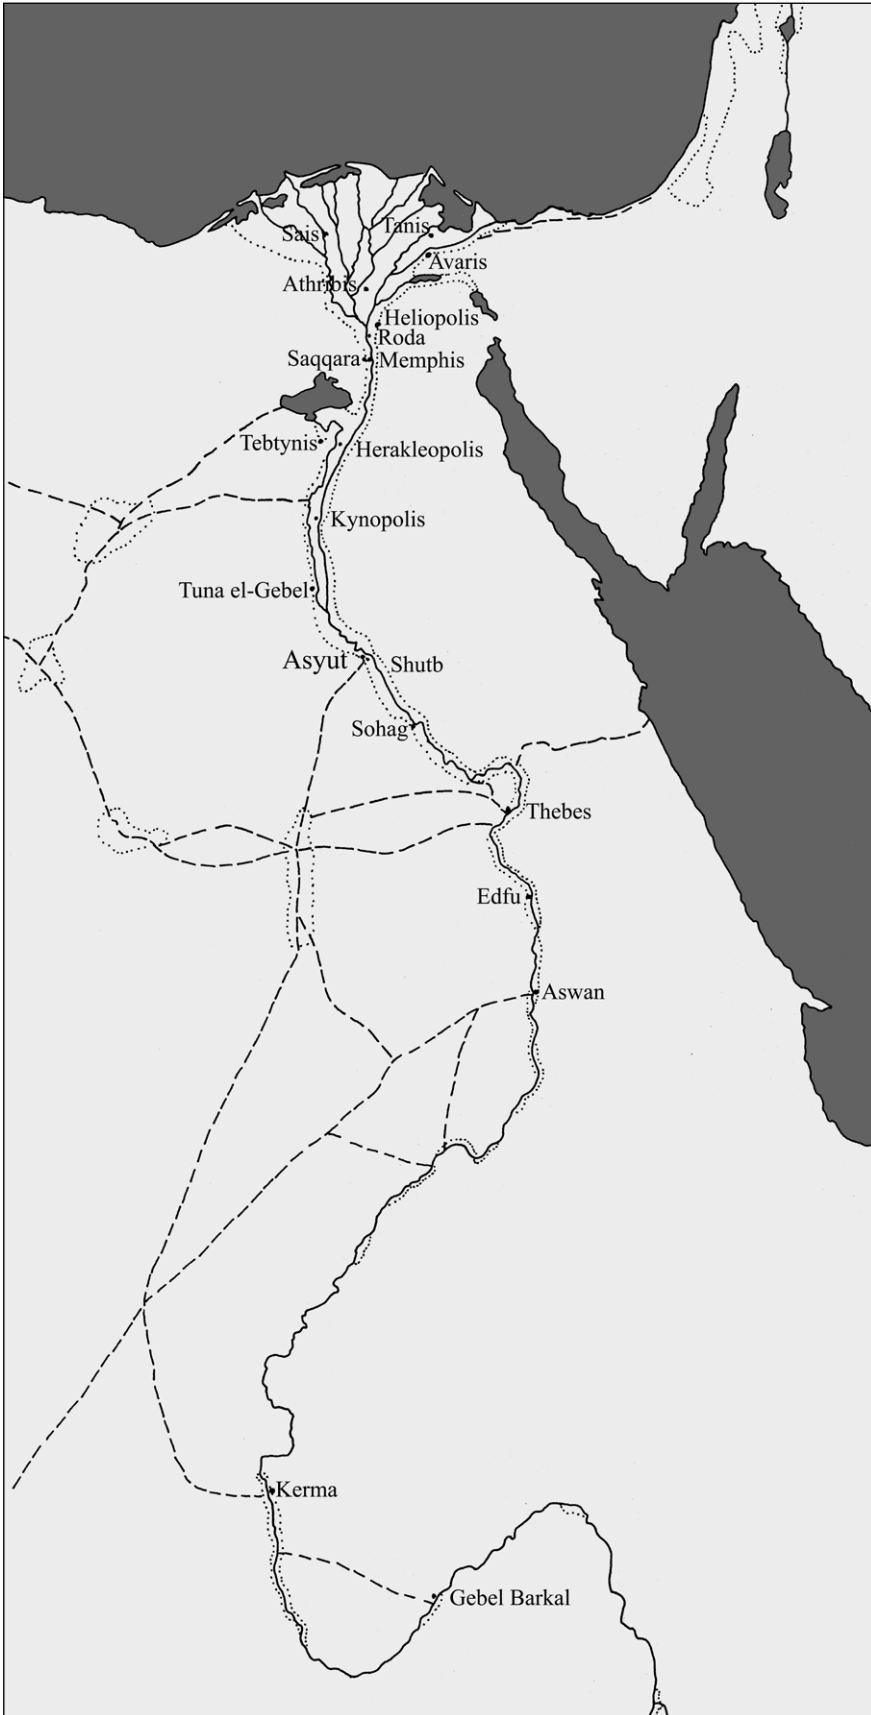 Sais
Tanis
Avaris
Athribis
Heliopolis
Roda
Saqqara
Memphis
Tebtynis
Herakleopolis
Kynopolis
Tuna el-Gebel
Asyut
Shutb
Sohag
Thebes
Edfu
Aswan
Kerma
Gebel Barkal